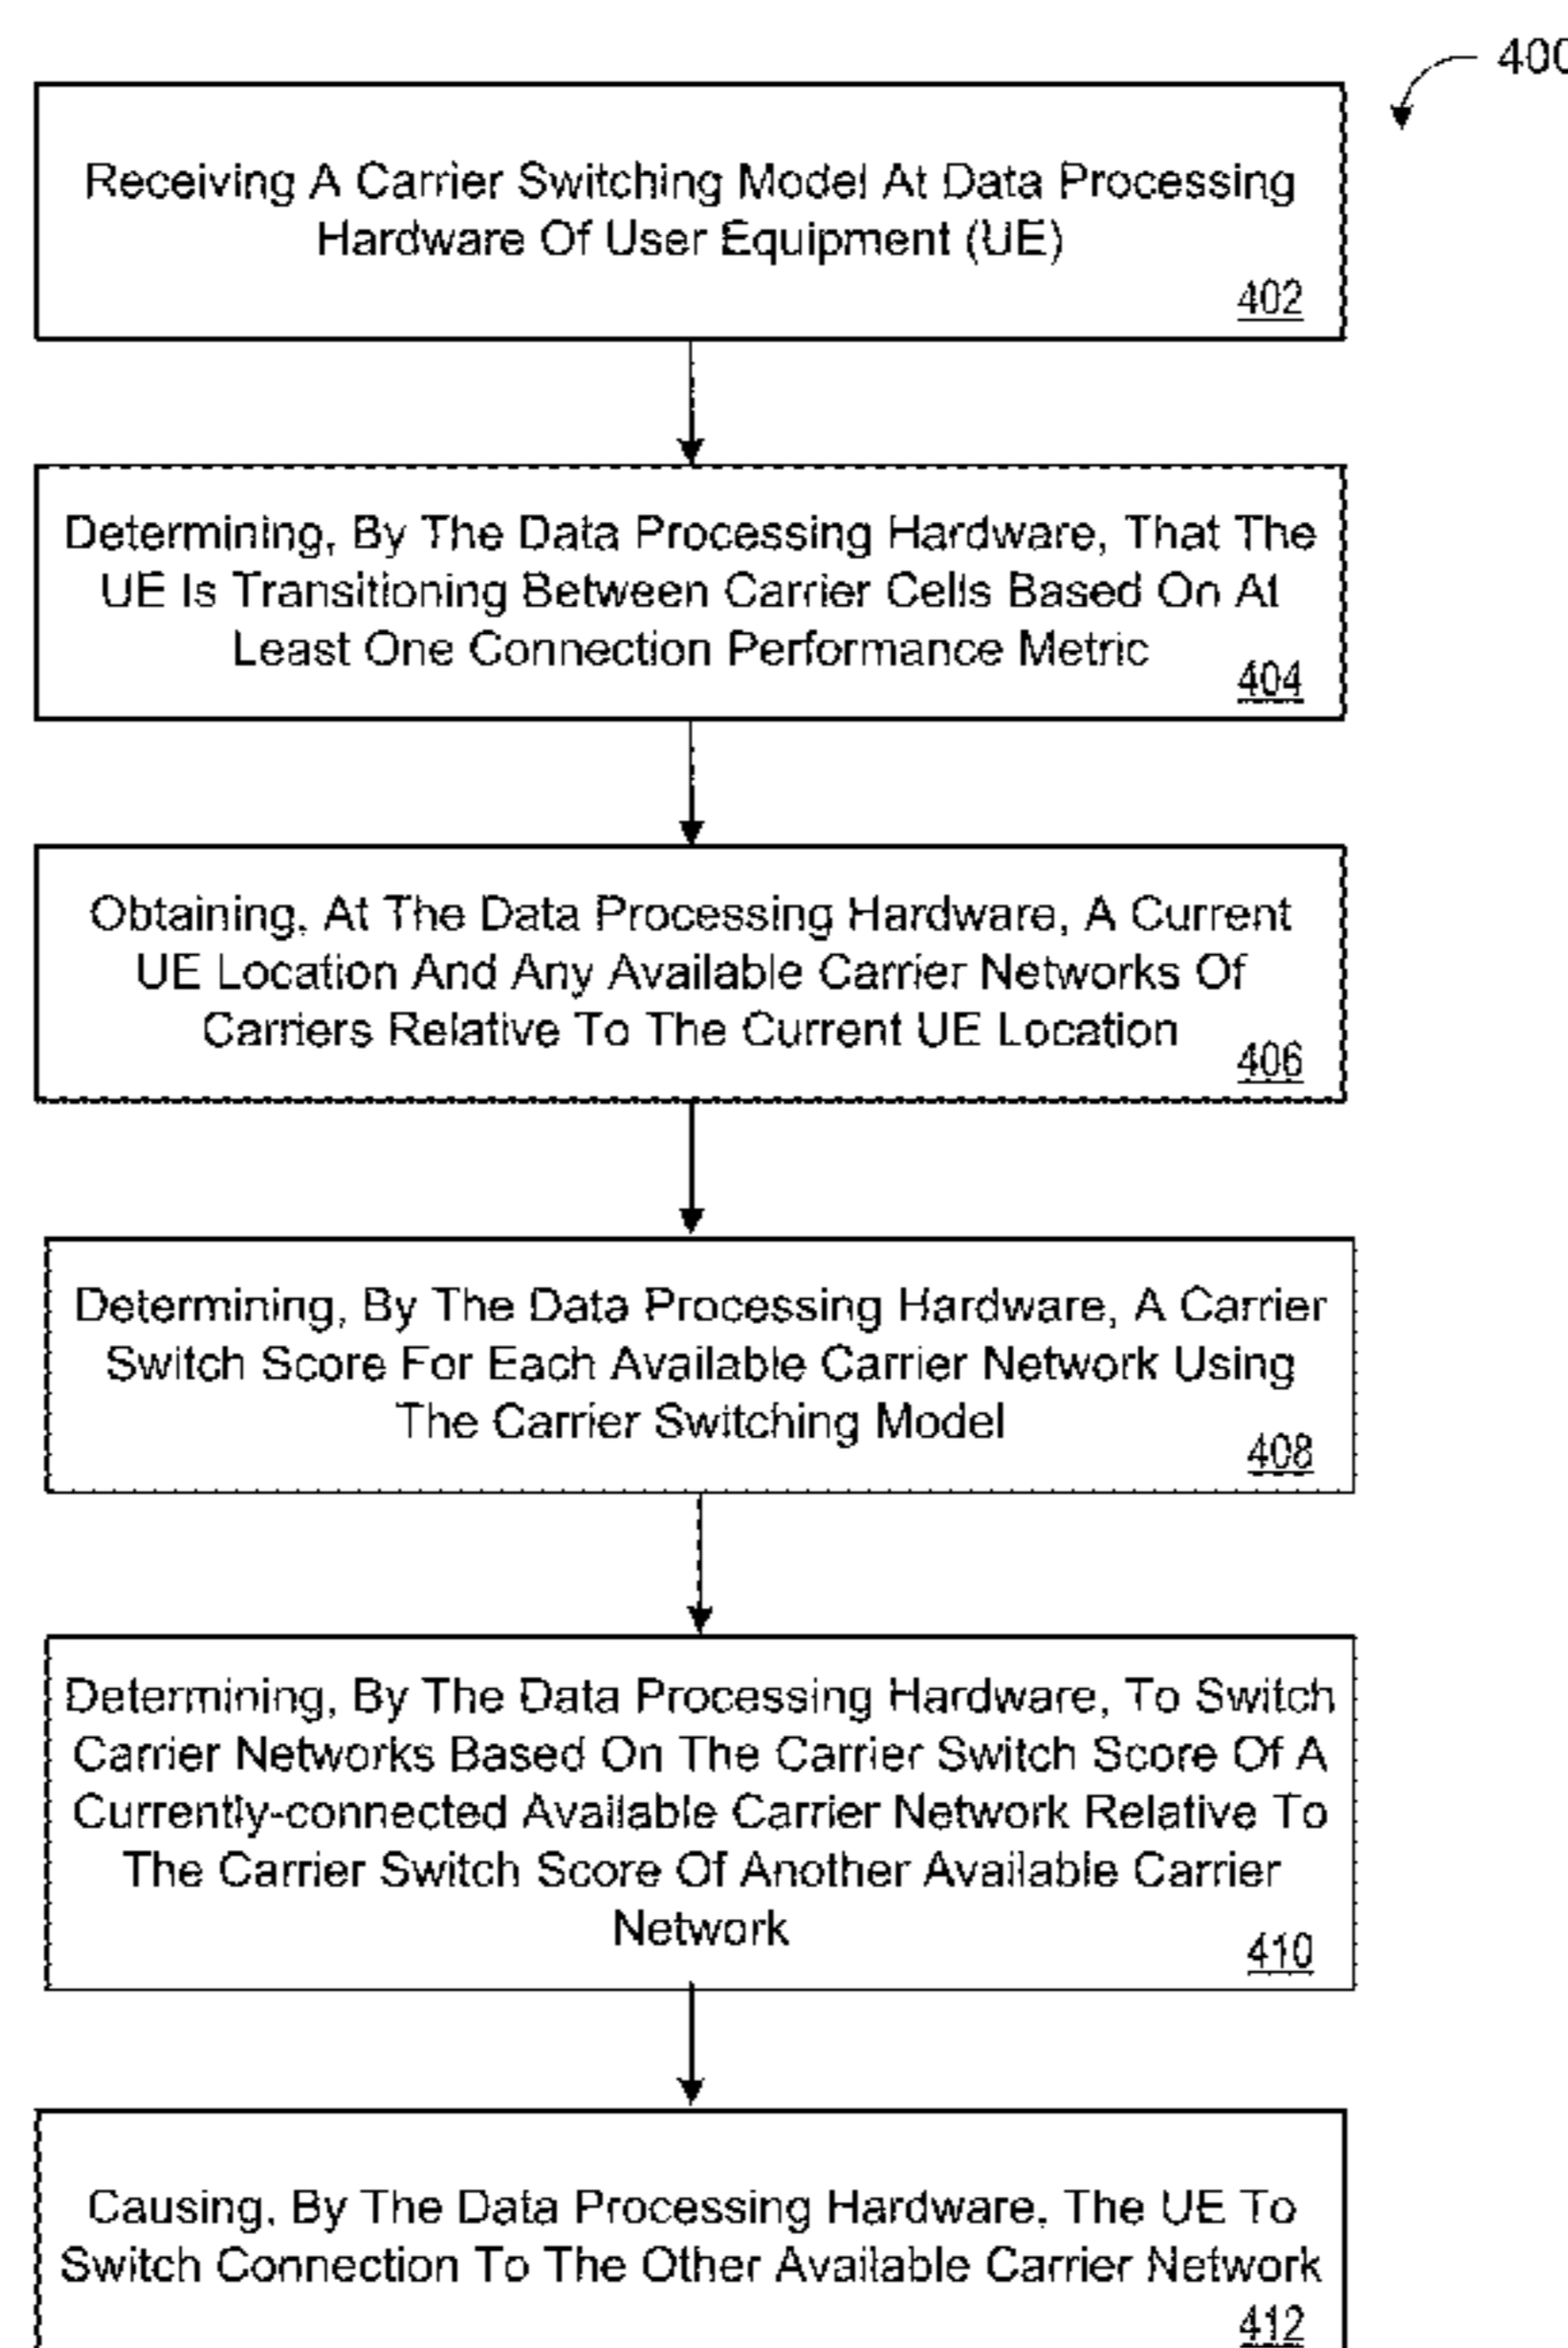 400
Receiving A Carrier Switching Model At Data Processing
Hardware Of User Equipment (UE)
402
Determining, By The Data Processing Hardware, That The
UE Is Transitioning Between Carrier Cells Based On At
Least One Connection Performance Metric
404
Obtaining, At The Data Processing Hardware, A Current
UE Location And Any Available Carrier Networks Of
Carriers Relative To The Current UE Location
406
Determining, By The Data Processing Hardware, A Carrier
Switch Score For Each Available Carrier Network Using
The Carrier Switching Model
408
Determining, By The Data Processing Hardware, To Switch
Carrier Networks Based On The Carrier Switch Score Of A
Currently-connected Available Carrier Network Relative To
The Carrier Switch Score Of Another Available Carrier
Network
410
Causing, By The Data Processing Hardware, The UE To
Switch Connection To The Other Available Carrier Network
412